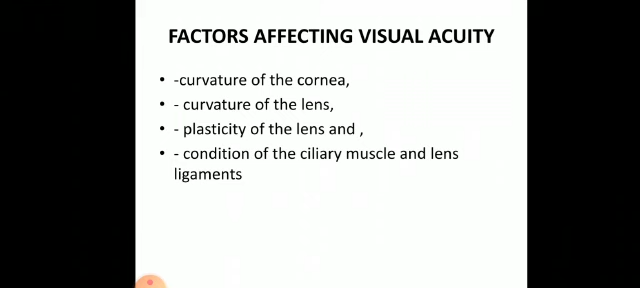 FACTORS AFFECTING VISUAL ACUITY
• -curvature of the cornea,
• - curvature of the lens,
• - plasticity of the lens and ,
• - condition of the ciliary muscle and lens
ligaments